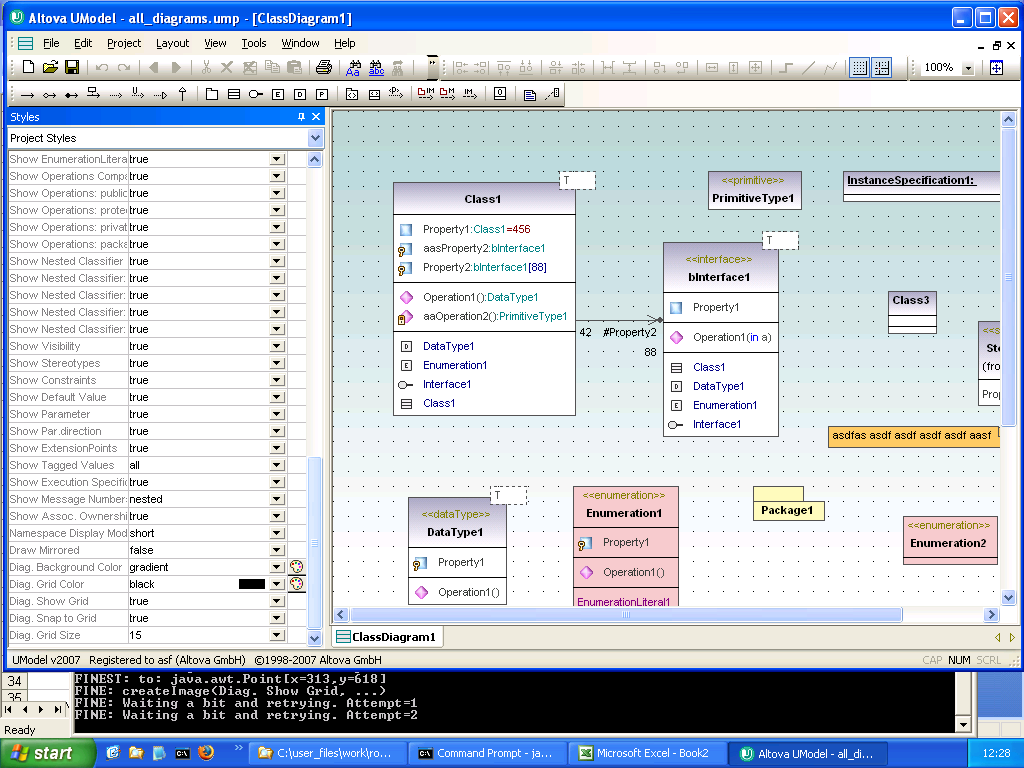 Altova UModel - all_diagrams.ump - [ClassDiagram1]
File Edit Project Layout View Tools Window Help
100%
Styles
Project Styles
Show EnumerationLitera true
Show Operations Compa true
Show Operations: public true
Show Operations: prote true
Show Operations: privat true
Show Operations: packa true
Show Nested Classifier true
Show Nested Classifier: true
Show Nested Classifier: true
Show Nested Classifier: true
Show Nested Classifier: true
Show Visibility true
Show Stereotypes true
Show Constraints true
Show Default Value true
Show Parameter true
Show Par.direction true
Show ExtensionPoints true
Show Tagged Values all
Show Execution Specific true
Show Message Number nested
Show Assoc. Ownershi true
Namespace Display Mod short
Draw Mirrored false
Diag. Background Color gradient
Diag. Grid Color black
Diag. Show Grid true
Diag. Snap to Grid true
Diag. Grid Size 15
T
Class1
Property1:Class1=456
aasProperty2:bInterface1
Property2:bInterface1[88]
Operation1():DataType1
aaOperation2():PrimitiveType1
DataType1
Enumeration1
Interface1
Class1
42 #Property2
88
<<primitive>>
PrimitiveType1
InstanceSpecification1:
T
<<interface>>
bInterface1
Property1
Operation1(in a)
Class1
DataType1
Enumeration1
Interface1
Class3
<<s
Ste
(fro
Prop
asdfas asdf asdf asdf asdf aasf
T
<<dataType>>
DataType1
Property1
Operation1()
<<enumeration>>
Enumeration1
Property1
Operation1()
EnumerationLiteral1
Package1
<<enumeration>>
Enumeration2
ClassDiagram1
UModel v2007 Registered to asf (Altova GmbH) ©1998-2007 Altova GmbH CAP NUM SCRL
34
35
Ready
FINEST: to: java.awt.Point[x=313,y=618]
FINE: createImage(Diag. Show Grid, ...)
FINE: Waiting a bit and retrying. Attempt=1
FINE: Waiting a bit and retrying. Attempt=2
start
C:\user_files\work\ro...
Command Prompt - ja...
Microsoft Excel - Book2
Altova UModel - all_di...
12:28